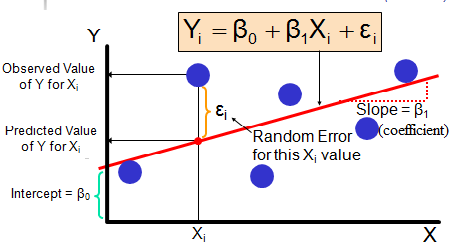 Yᵢ = β₀ + β₁Xᵢ + εᵢ
Y
Observed Value
of Y for Xᵢ
εᵢ
Slope = β₁
(coefficient)
Predicted Value
of Y for Xᵢ
Random Error
for this Xᵢ value
Intercept = β₀
Xᵢ
X